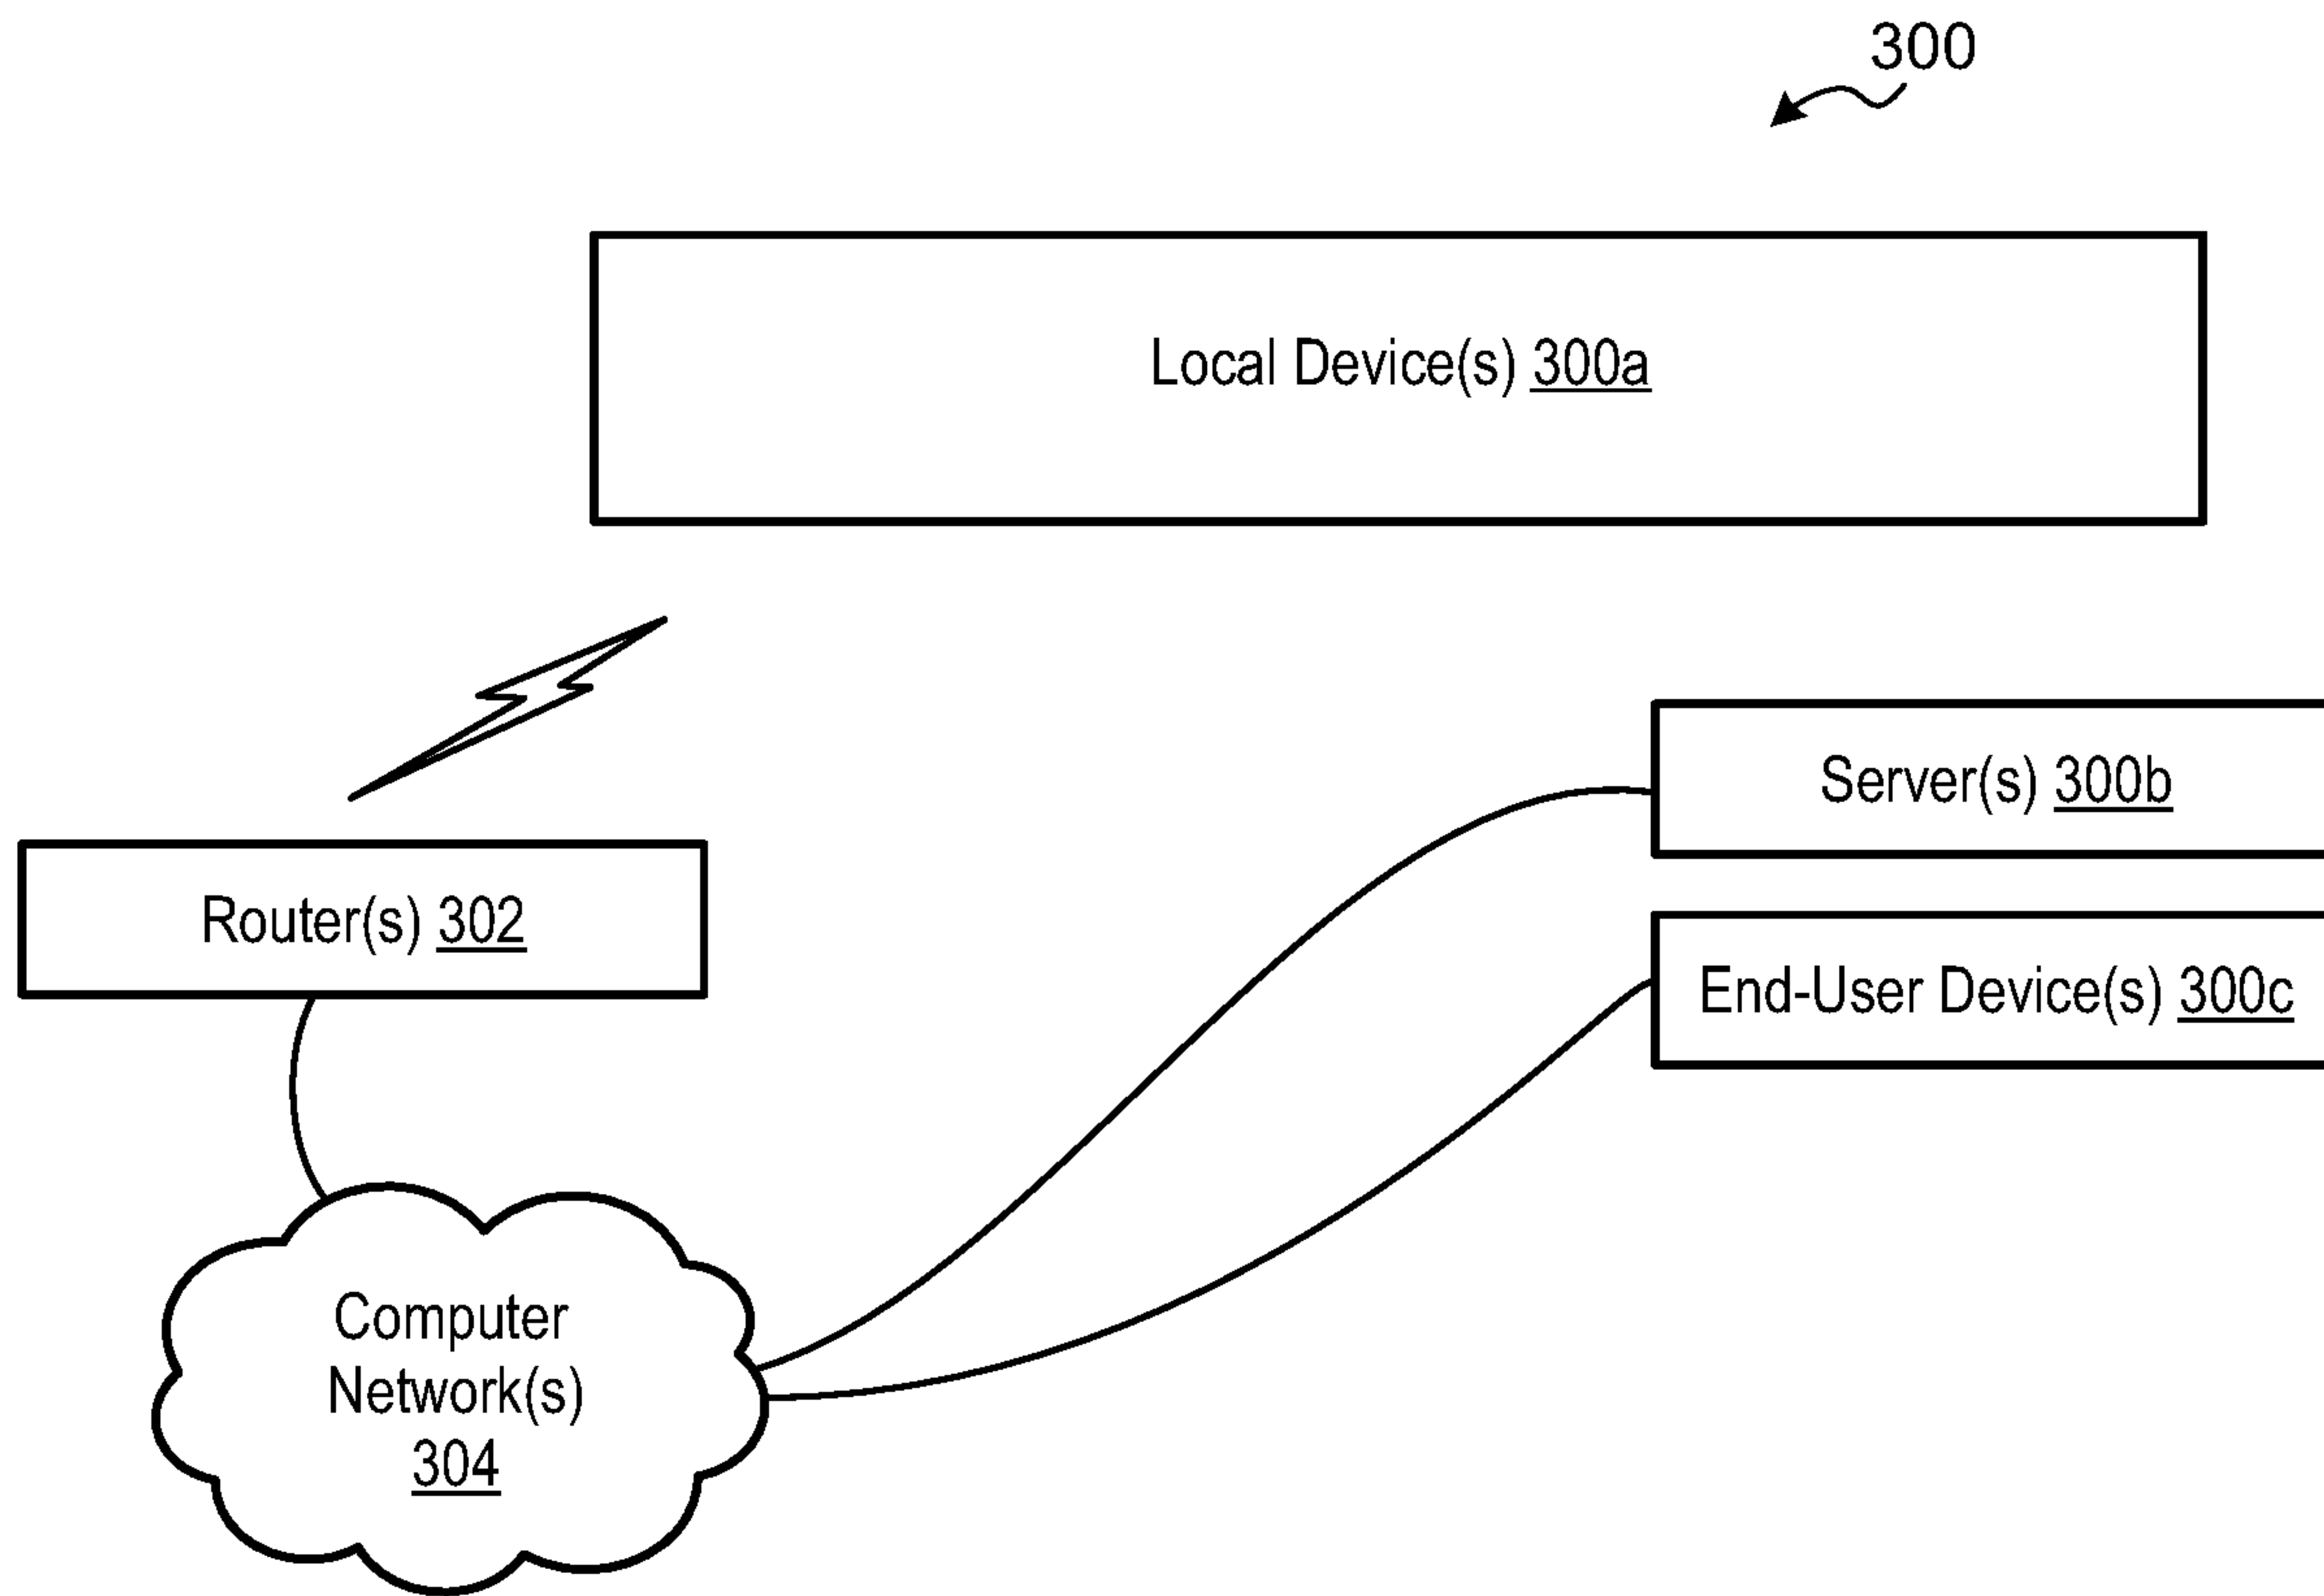 300
Local Device(s) 300a
Server(s) 300b
Router(s) 302
End-User Device(s) 300c
Computer
Network(s)
304